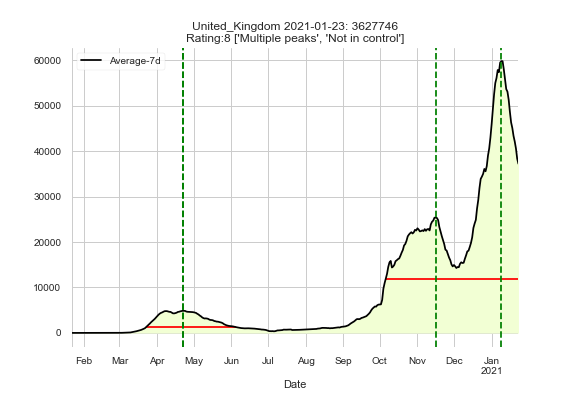 United_Kingdom 2021-01-23: 3627746
Rating:8 ['Multiple peaks', 'Not in control']
Average-7d
60000
50000
40000
30000
20000
10000
0
Feb Mar Apr May Jun Jul Aug Sep Oct Nov Dec Jan
2021
Date